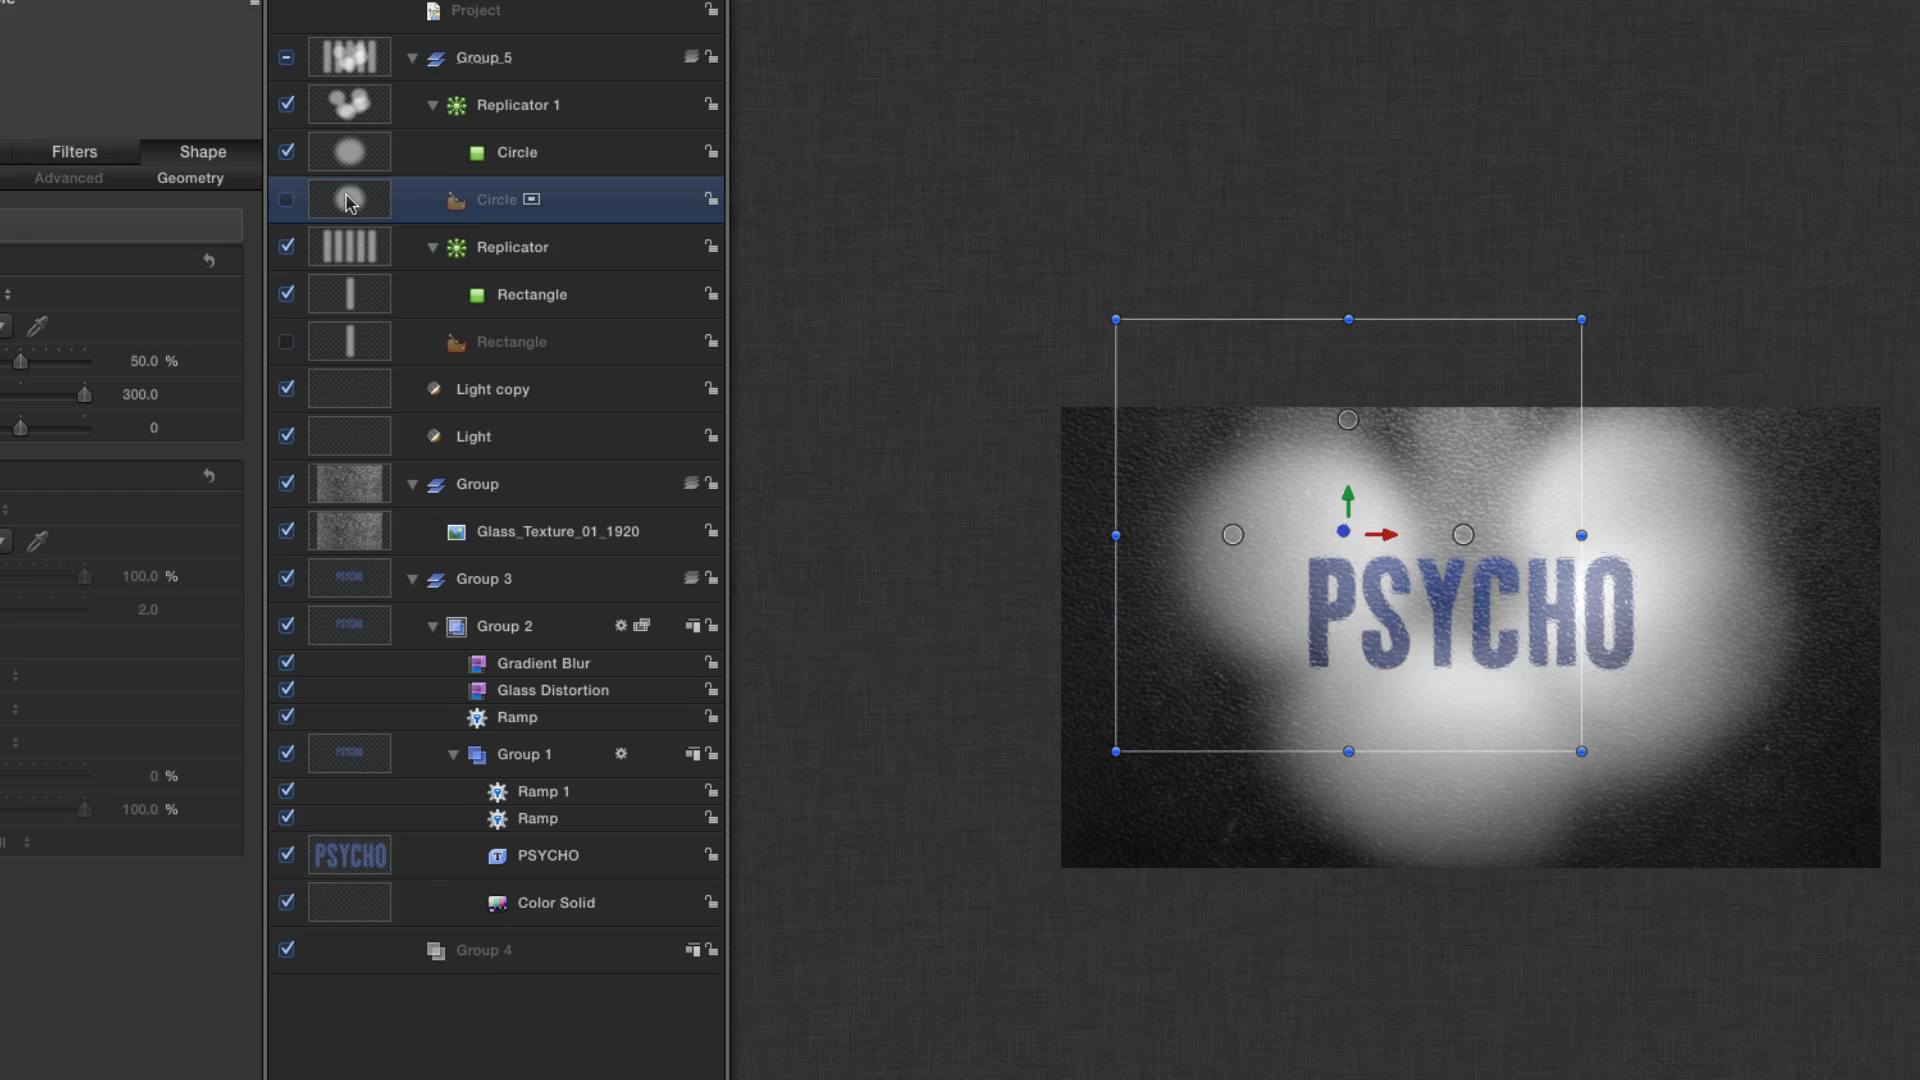 Project
Group 5
Replicator 1
Circle
Filters
Shape
Advanced
Geometry
Circle
Replicator
Rectangle
Rectangle
50.0 %
Light copy
300.0
Light
0
Group
Glass_Texture_01_1920
Group 3
100.0 %
2.0
Group 2
Gradient Blur
Glass Distortion
Ramp
Group 1
0 %
Ramp 1
100.0 %
Ramp
PSYCHO
PSYCHO
Color Solid
Group 4
PSYCHO